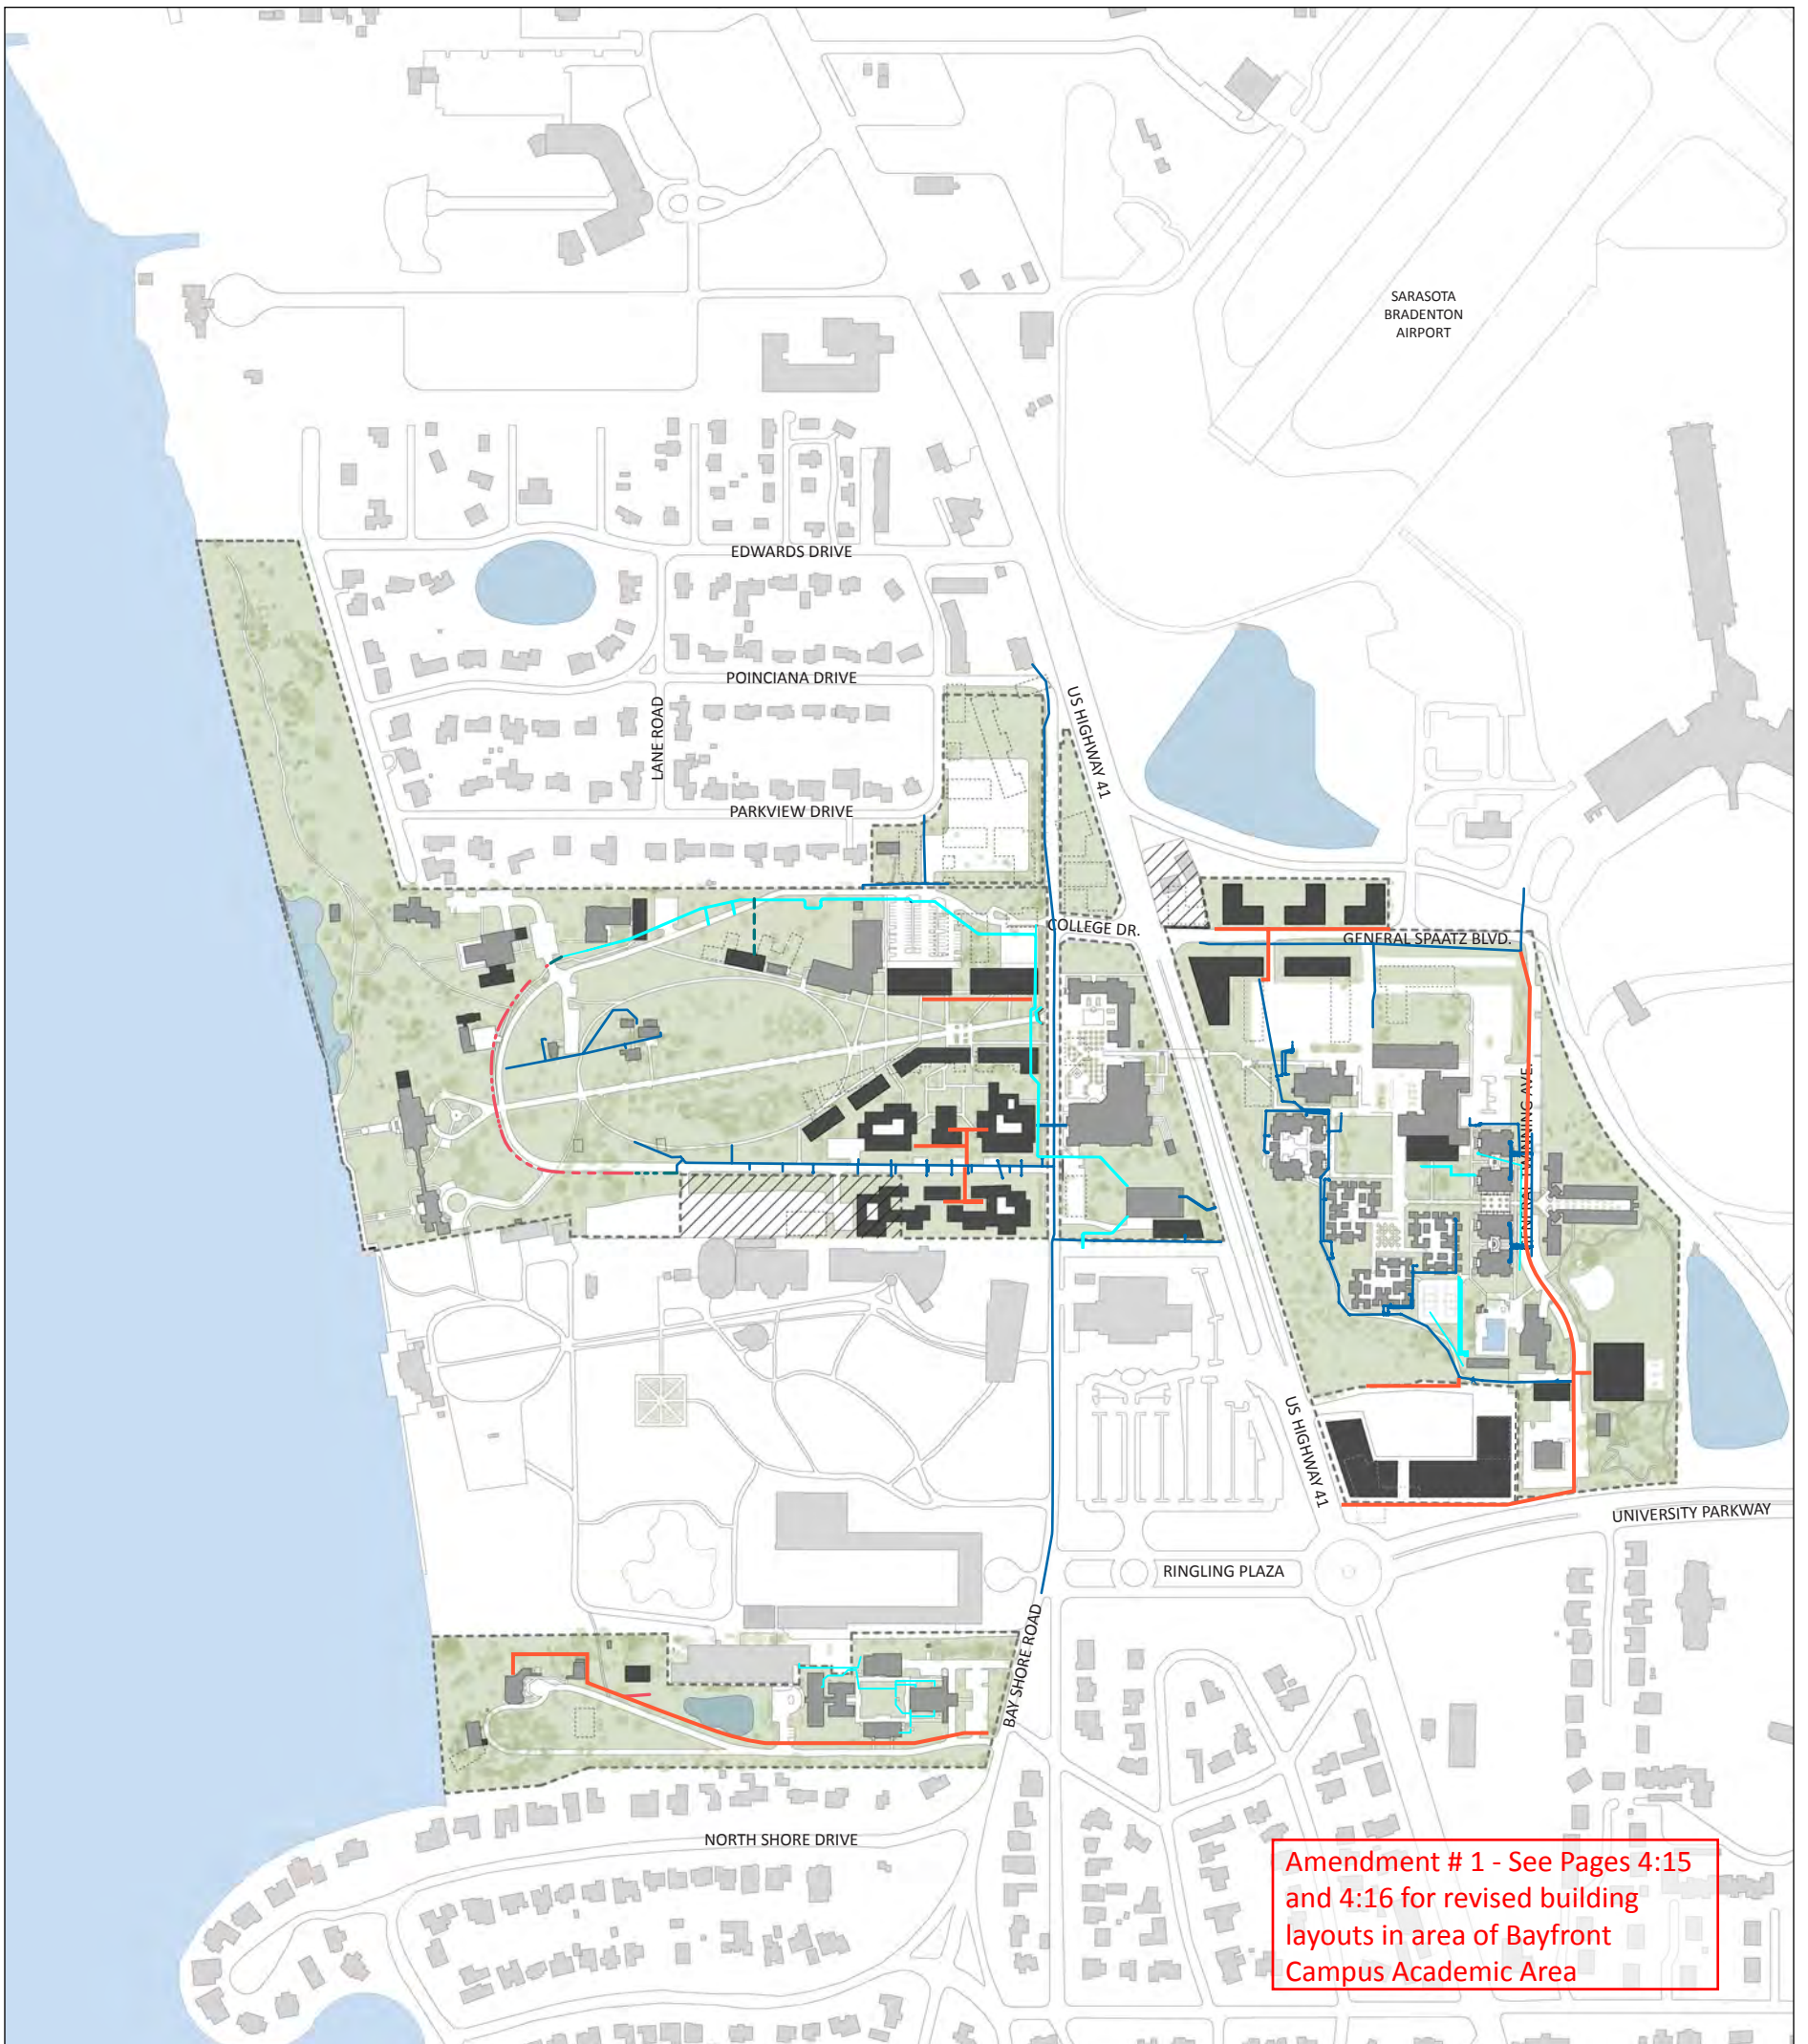 SARASOTA
BRADENTON
AIRPORT
EDWARDS DRIVE
POINCIANA DRIVE
US HIGHWAY 41
LANE ROAD
PARKVIEW DRIVE
COLLEGE DR.
GENERAL SPAATZ BLVD.
AVE.
US HIGHWAY 41
UNIVERSITY PARKWAY
RINGLING PLAZA
BAY SHORE ROAD
NORTH SHORE DRIVE
Amendment # 1 - See Pages 4:15
and 4:16 for revised building
layouts in area of Bayfront
Campus Academic Area